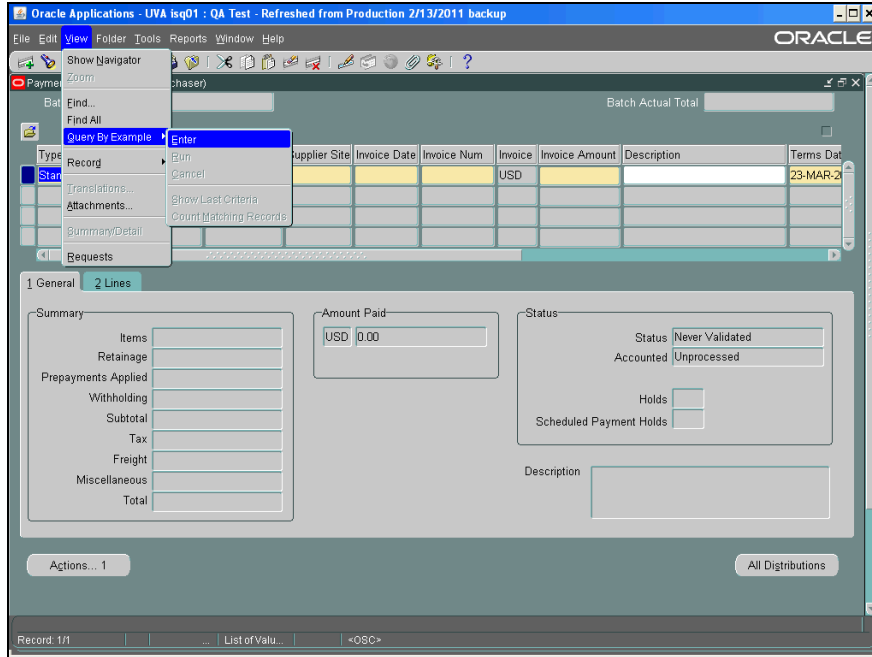 Oracle Applications - UVA isq01 : QA Test - Refreshed from Production 2/13/2011 backup
File Edit View Folder Tools Reports Window Help
ORACLE
Show Navigator
Zoom
Find...
Find All
Query By Example
Record
Translations...
Attachments...
Summary/Detail
Requests
Enter
Run
Cancel
Show Last Criteria
Count Matching Records
chaser)
Batch Actual Total
Type Supplier Site Invoice Date Invoice Num Invoice Invoice Amount Description Terms Dat
Stan USD 23-MAR-2
1 General 2 Lines
Summary
Items
Retainage
Prepayments Applied
Withholding
Subtotal
Tax
Freight
Miscellaneous
Total
Amount Paid
USD 0.00
Status
Status Never Validated
Accounted Unprocessed
Holds
Scheduled Payment Holds
Description
Actions... 1
All Distributions
Record: 1/1 ... List of Valu... <OSC>